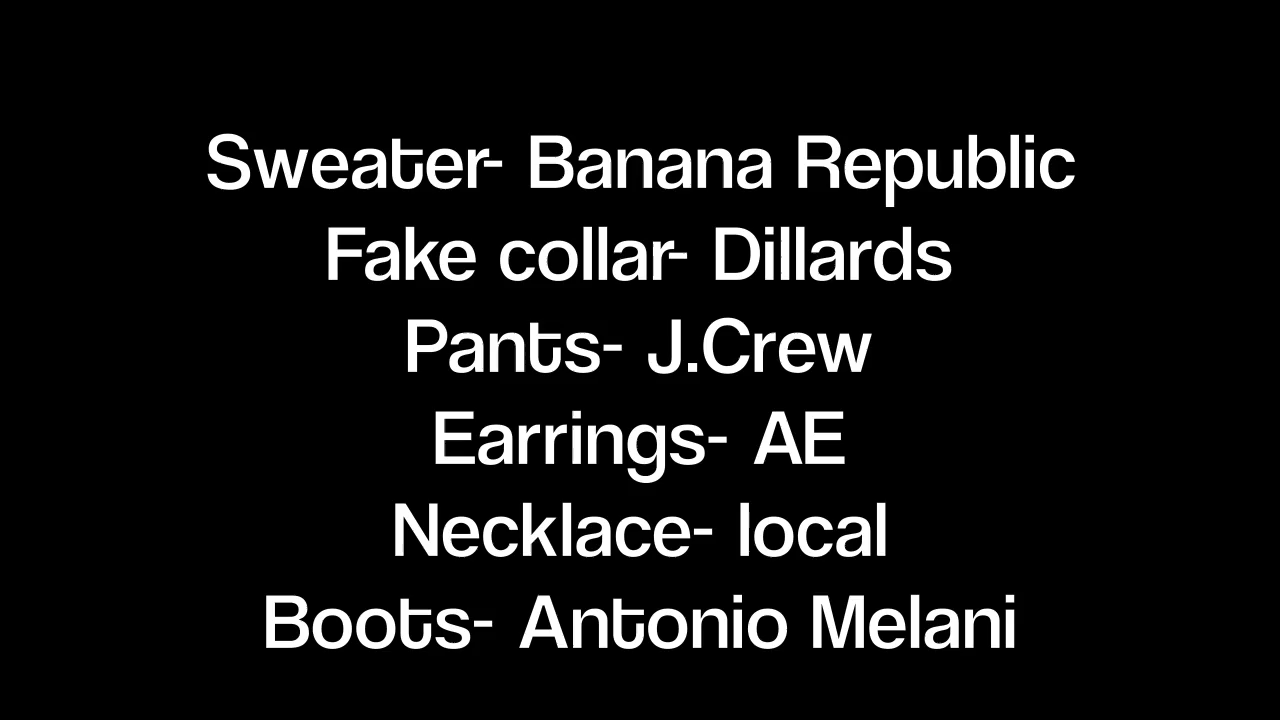 Sweater- Banana Republic
Fake collar- Dillards
Pants- J.Crew
Earrings- AE
Necklace- local
Boots- Antonio Melani